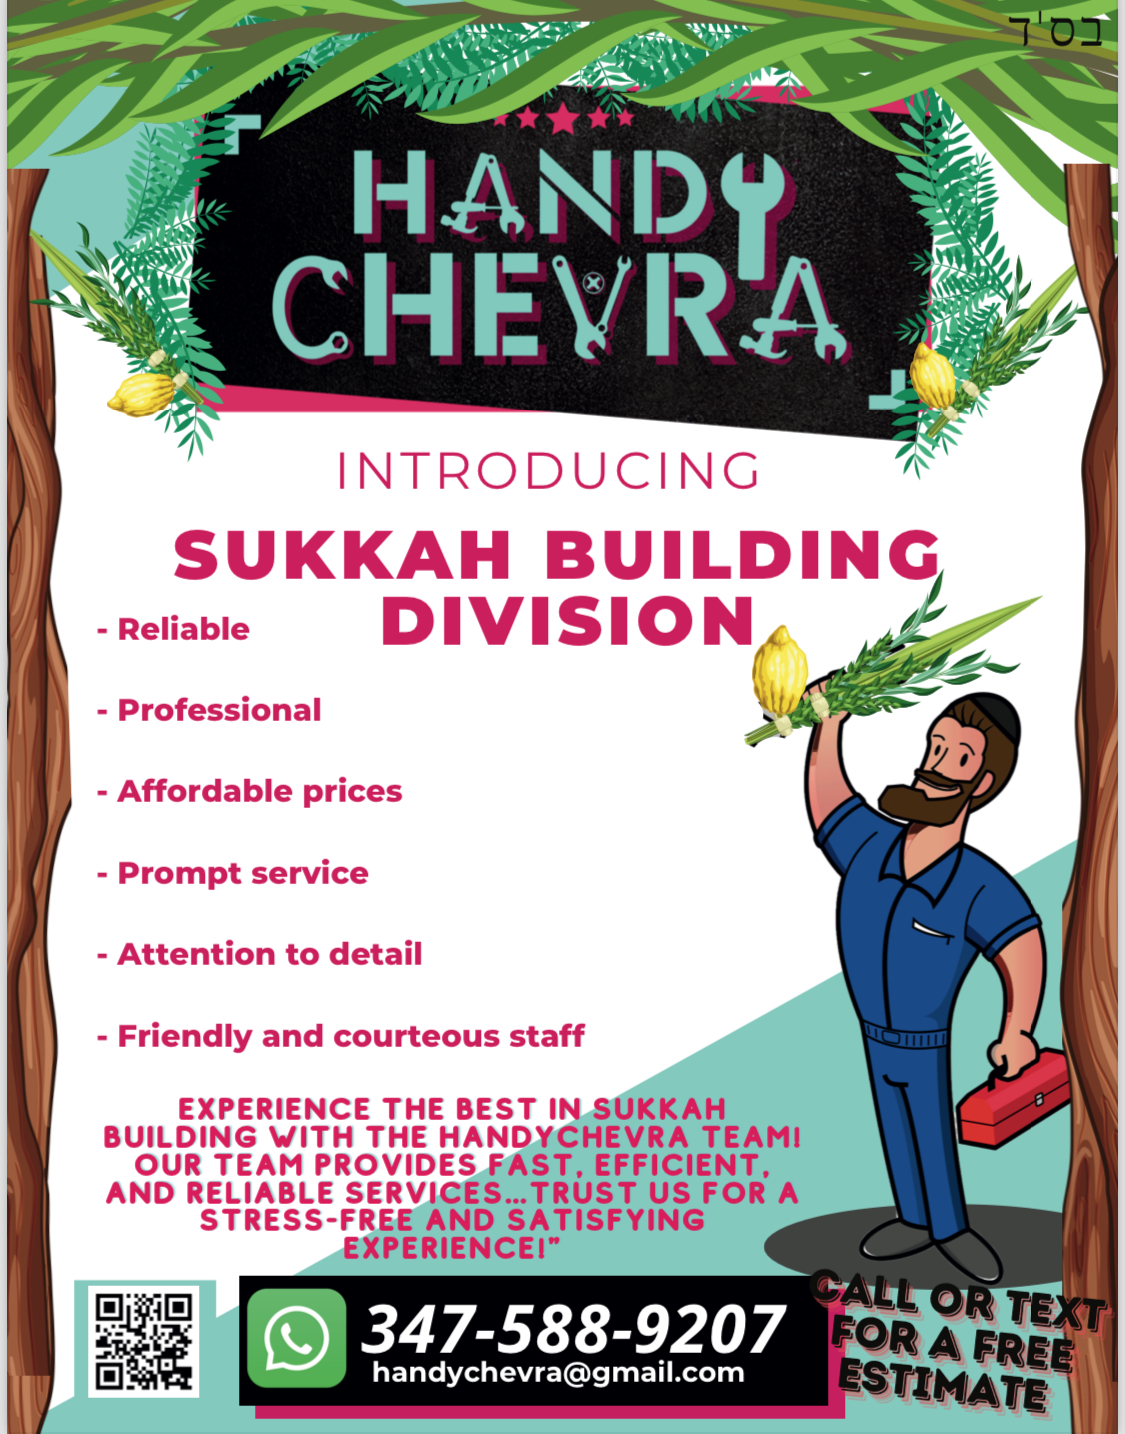 בס'ד
HANDY
CHEVRA
INTRODUCING
SUKKAH BUILDING
DIVISION
- Reliable
- Professional
- Affordable prices
- Prompt service
- Attention to detail
- Friendly and courteous staff
EXPERIENCE THE BEST IN SUKKAH
BUILDING WITH THE HANDYCHEVRA TEAM!
OUR TEAM PROVIDES FAST, EFFICIENT,
AND RELIABLE SERVICES...TRUST US FOR A
STRESS-FREE AND SATISFYING
EXPERIENCE!"
347-588-9207
handychevra@gmail.com
CALL OR TEXT
FOR A FREE
ESTIMATE